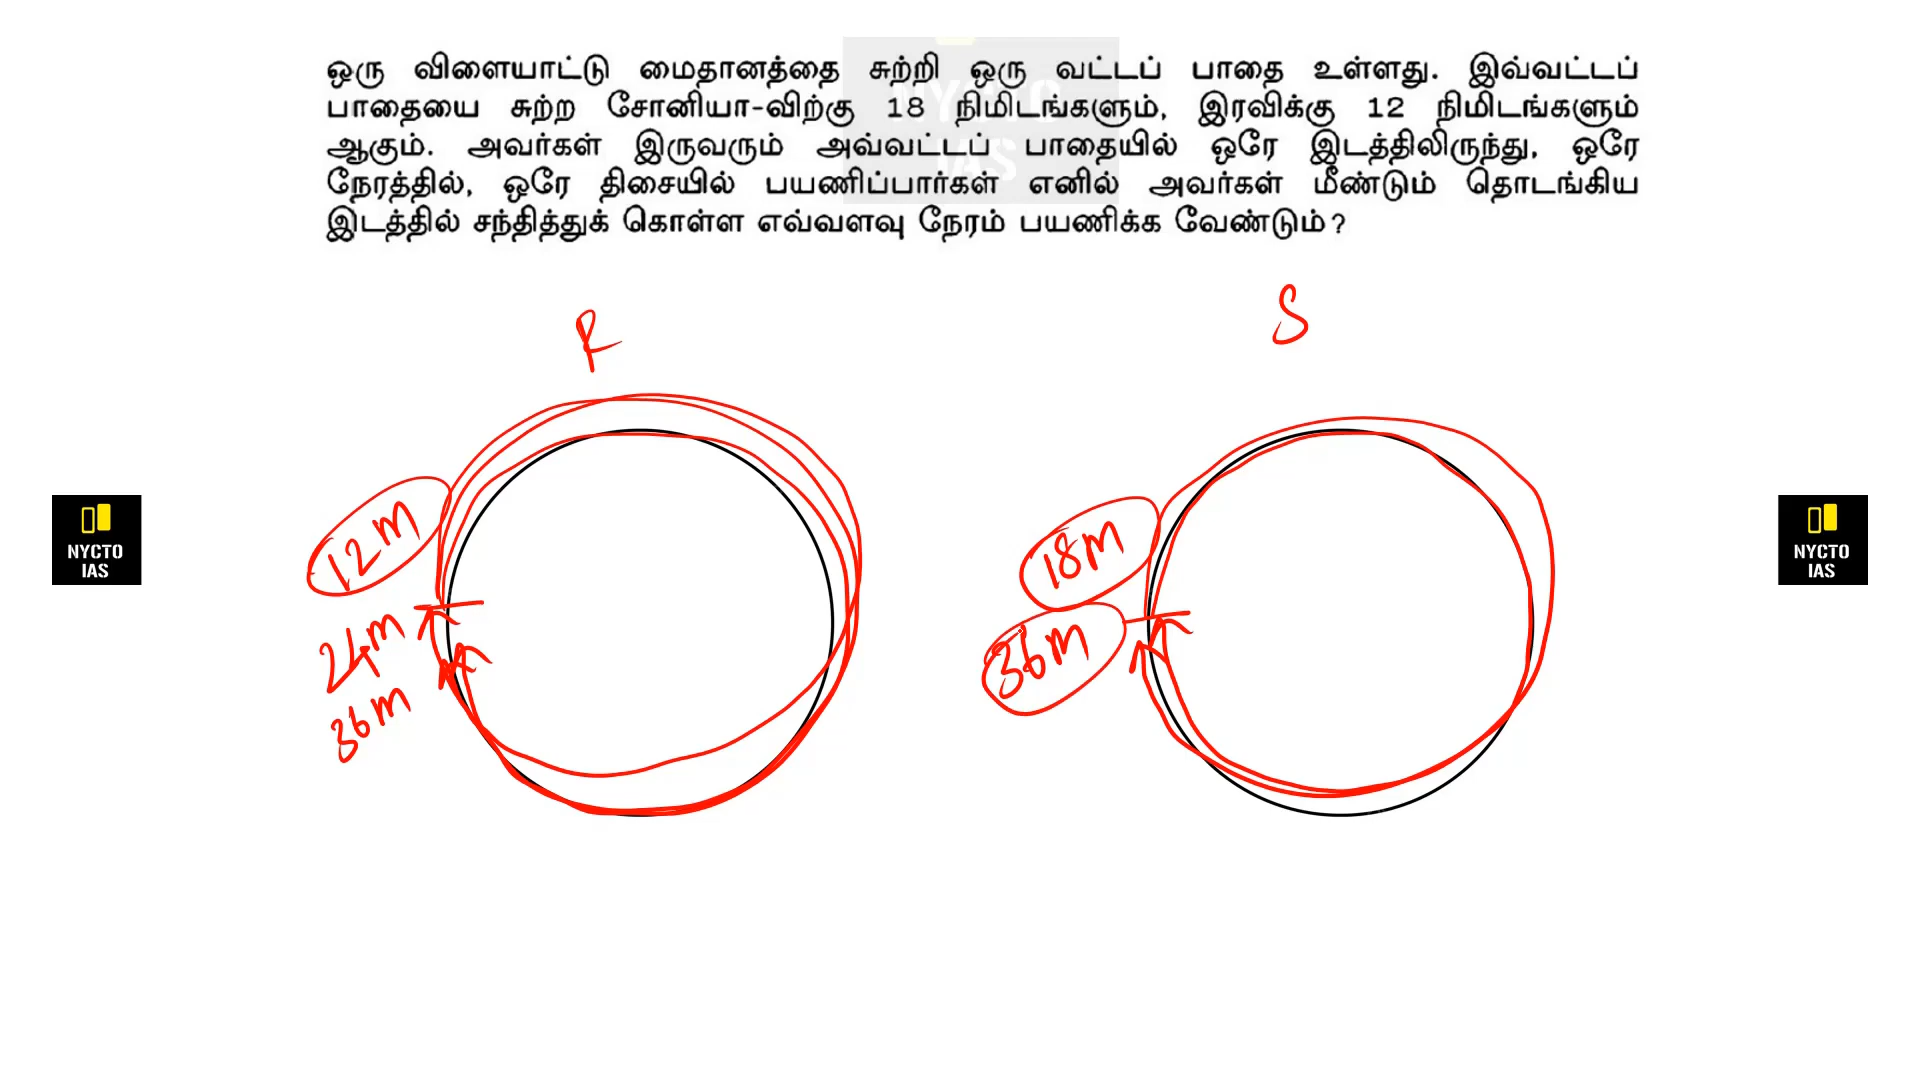 ஒரு விளையாட்டு மைதானத்தை சுற்றி ஒரு வட்டப் பாதை உள்ளது. இவ்வட்டப்
பாதையை சுற்ற சோனியா-விற்கு 18 நிமிடங்களும், இரவிக்கு 12 நிமிடங்களும்
ஆகும். அவர்கள் இருவரும் அவ்வட்டப் பாதையில் ஒரே இடத்திலிருந்து, ஒரே
நேரத்தில், ஒரே திசையில் பயணிப்பார்கள் எனில் அவர்கள் மீண்டும் தொடங்கிய
இடத்தில் சந்தித்துக் கொள்ள எவ்வளவு நேரம் பயணிக்க வேண்டும்?
NYCTO
IAS
R
S
12m
24m
36m
18m
36m
NYCTO
IAS
NYCTO
IAS